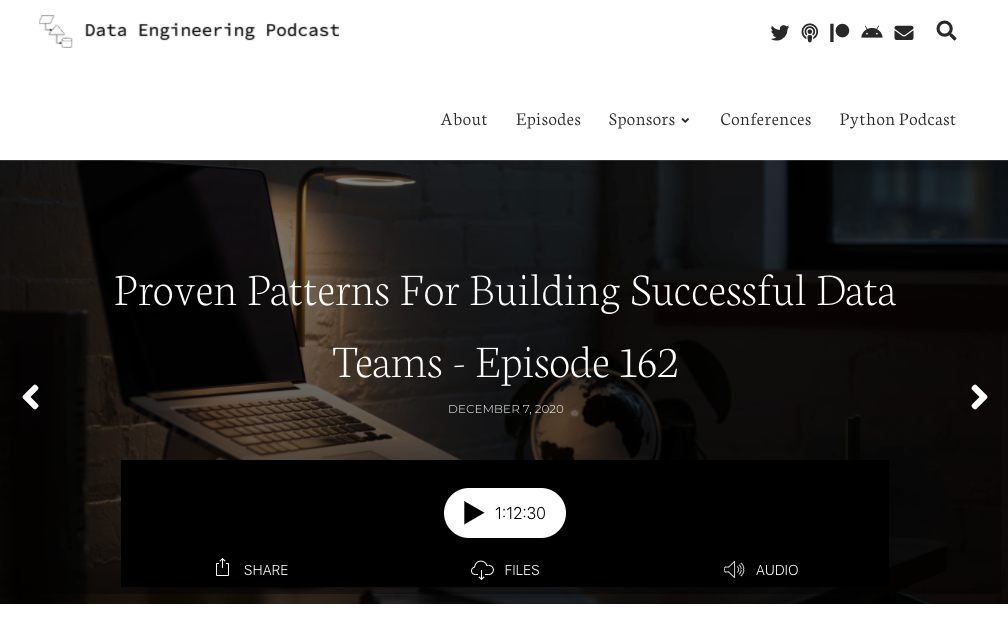 Data Engineering Podcast
About Episodes Sponsors Conferences Python Podcast
Proven Patterns For Building Successful Data
Teams - Episode 162
DECEMBER 7, 2020
1:12:30
SHARE FILES AUDIO